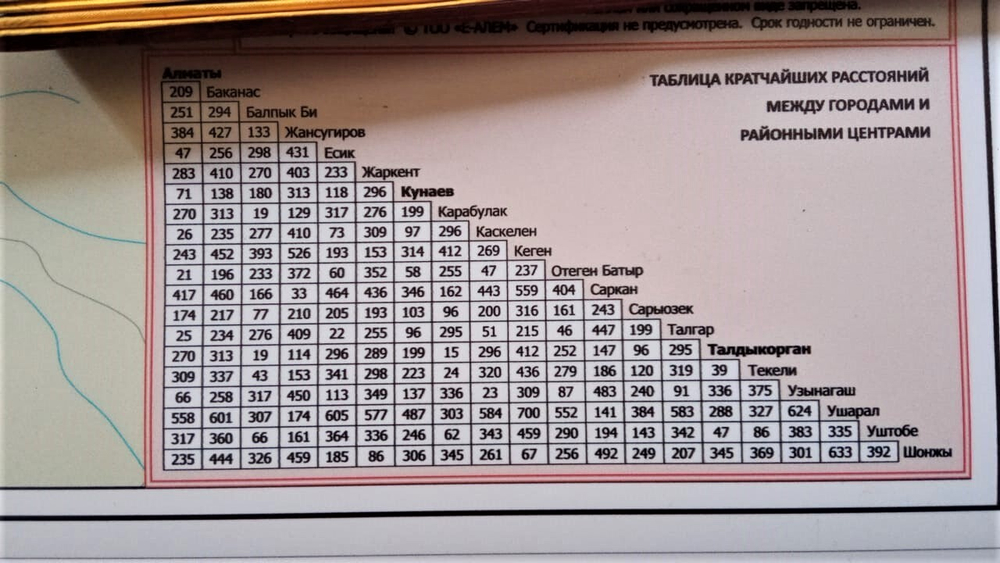 или сокращенном виде запрещена.
© ТОО «Е-АЛЕМ» Сертификация не предусмотрена. Срок годности не ограничен.
ТАБЛИЦА КРАТЧАЙШИХ РАССТОЯНИЙ
МЕЖДУ ГОРОДАМИ И
РАЙОННЫМИ ЦЕНТРАМИ
Алматы
209 Баканас
251 294 Балпык Би
384 427 133 Жансугиров
47 256 298 431 Есик
283 410 270 403 233 Жаркент
71 138 180 313 118 296 Кунаев
270 313 19 129 317 276 199 Карабулак
26 235 277 410 73 309 97 296 Каскелен
243 452 393 526 193 153 314 412 269 Кеген
21 196 233 372 60 352 58 255 47 237 Отеген Батыр
417 460 166 33 464 436 346 162 443 559 404 Саркан
174 217 77 210 205 193 103 96 200 316 161 243 Сарыозек
25 234 276 409 22 255 96 295 51 215 46 447 199 Талгар
270 313 19 114 296 289 199 15 296 412 252 147 96 295 Талдыкорган
309 337 43 153 341 298 223 24 320 436 279 186 120 319 39 Текели
66 258 317 450 113 349 137 336 23 309 87 483 240 91 336 375 Узынагаш
558 601 307 174 605 577 487 303 584 700 552 141 384 583 288 327 624 Ушарал
317 360 66 161 364 336 246 62 343 459 290 194 143 342 47 86 383 335 Уштобе
235 444 326 459 185 86 306 345 261 67 256 492 249 207 345 369 301 633 392 Шонжы